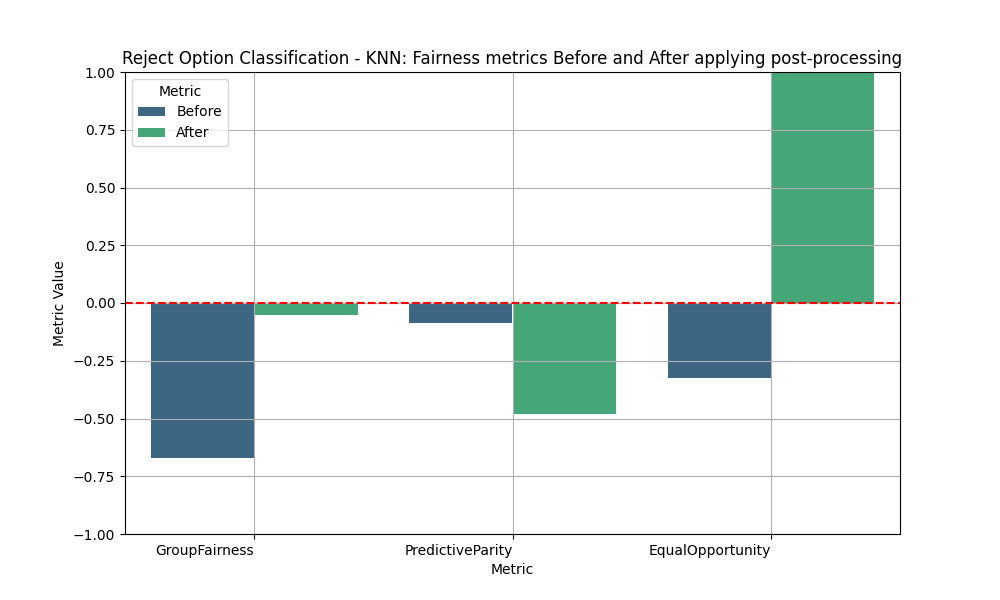 Reject Option Classification - KNN: Fairness metrics Before and After applying post-processing
Metric
Before
After
1.00
0.75
0.50
0.25
0.00
−0.25
−0.50
−0.75
−1.00
Metric Value
GroupFairness
PredictiveParity
EqualOpportunity
Metric